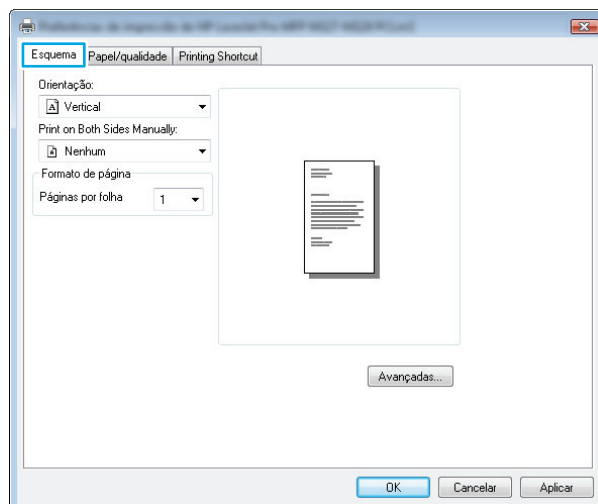 Esquema
Papel/qualidade
Printing Shortcut
Orientação:
Vertical
Print on Both Sides Manually:
Nenhum
Formato de página
Páginas por folha
1
Avançadas...
OK
Cancelar
Aplicar